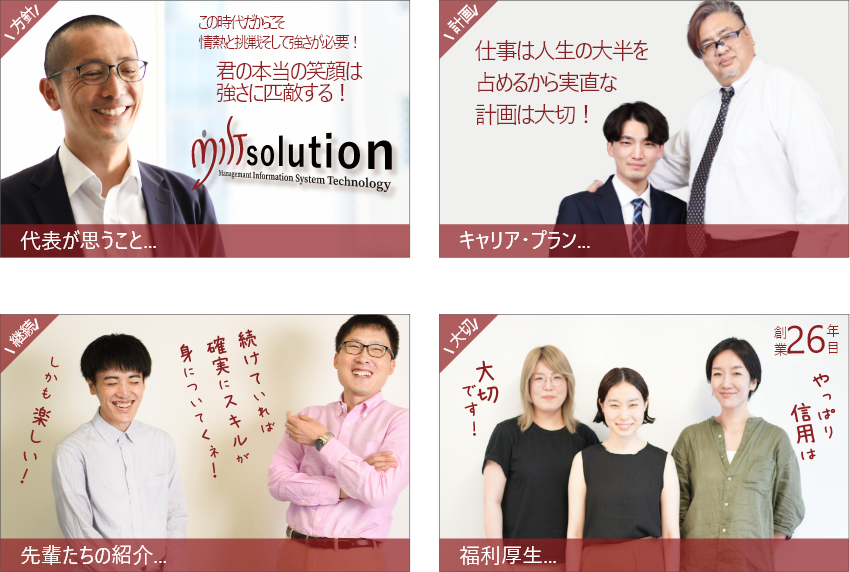 \方針/
この時代だからこそ
情熱と挑戦そして強さが必要！
君の本当の笑顔は
強さに匹敵する！
MIST solution
Management Information System Technology
代表が思うこと...
\計画/
仕事は人生の大半を
占めるから実直な
計画は大切！
キャリア・プラン...
\継続/
続けていれば
確実にスキルが
身についてくネ！
しかも楽しい！
先輩たちの紹介...
\大切/
創業26年目
やっぱり
信用は
大切
です！
福利厚生...